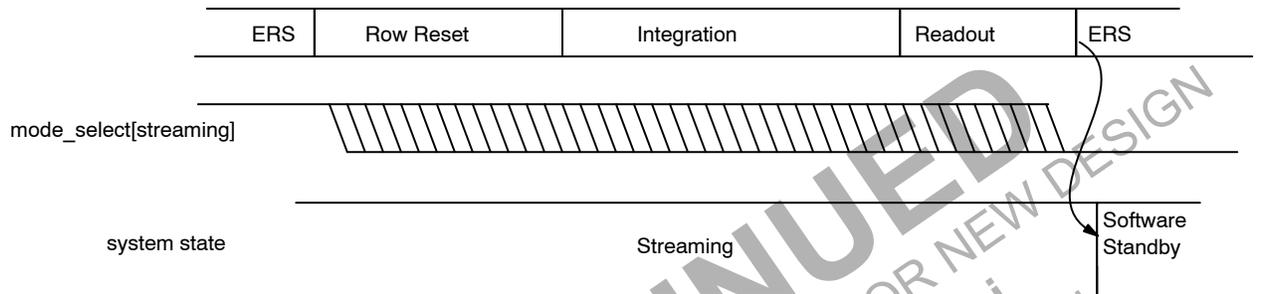 ERS Row Reset Integration Readout ERS
mode_select[streaming]
system state Streaming Software
Standby
NUED
OR NEW DESIGN